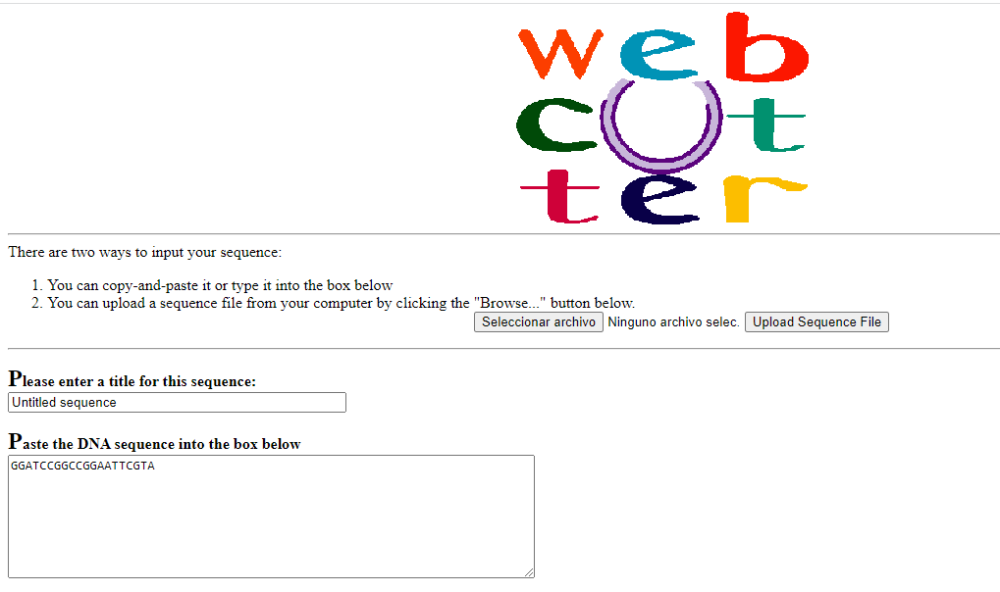 web
cut
ter
There are two ways to input your sequence:
1. You can copy-and-paste it or type it into the box below
2. You can upload a sequence file from your computer by clicking the "Browse..." button below.
Seleccionar archivo Ninguno archivo selec. Upload Sequence File
Please enter a title for this sequence:
Untitled sequence
Paste the DNA sequence into the box below
GGATCCGGCCGGAATTCGTA